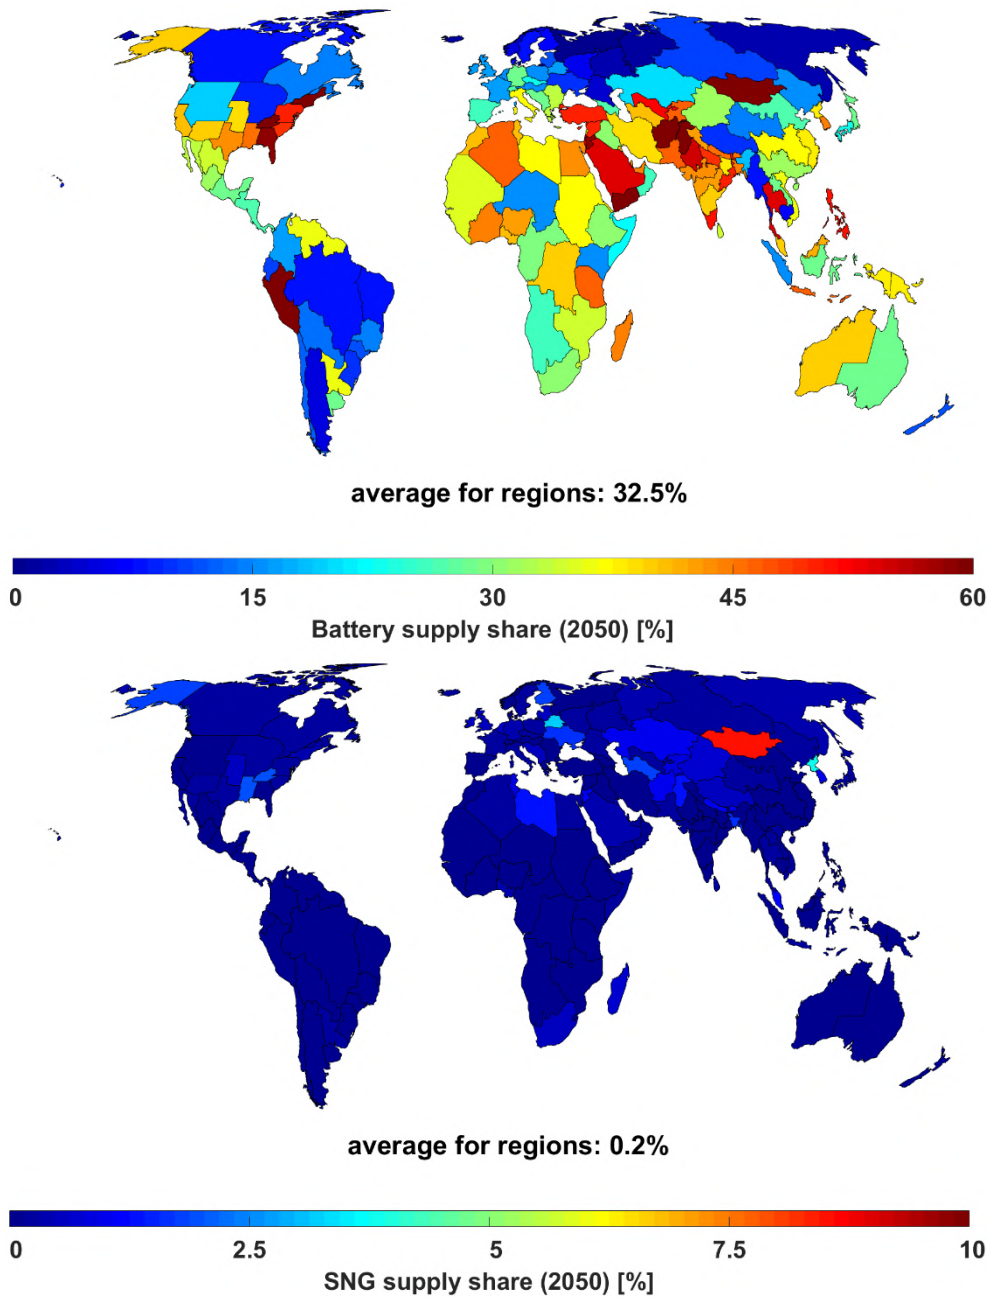 average for regions: 32.5%
0 15 30 45 60
Battery supply share (2050) [%]
average for regions: 0.2%
0 2.5 5 7.5 10
SNG supply share (2050) [%]